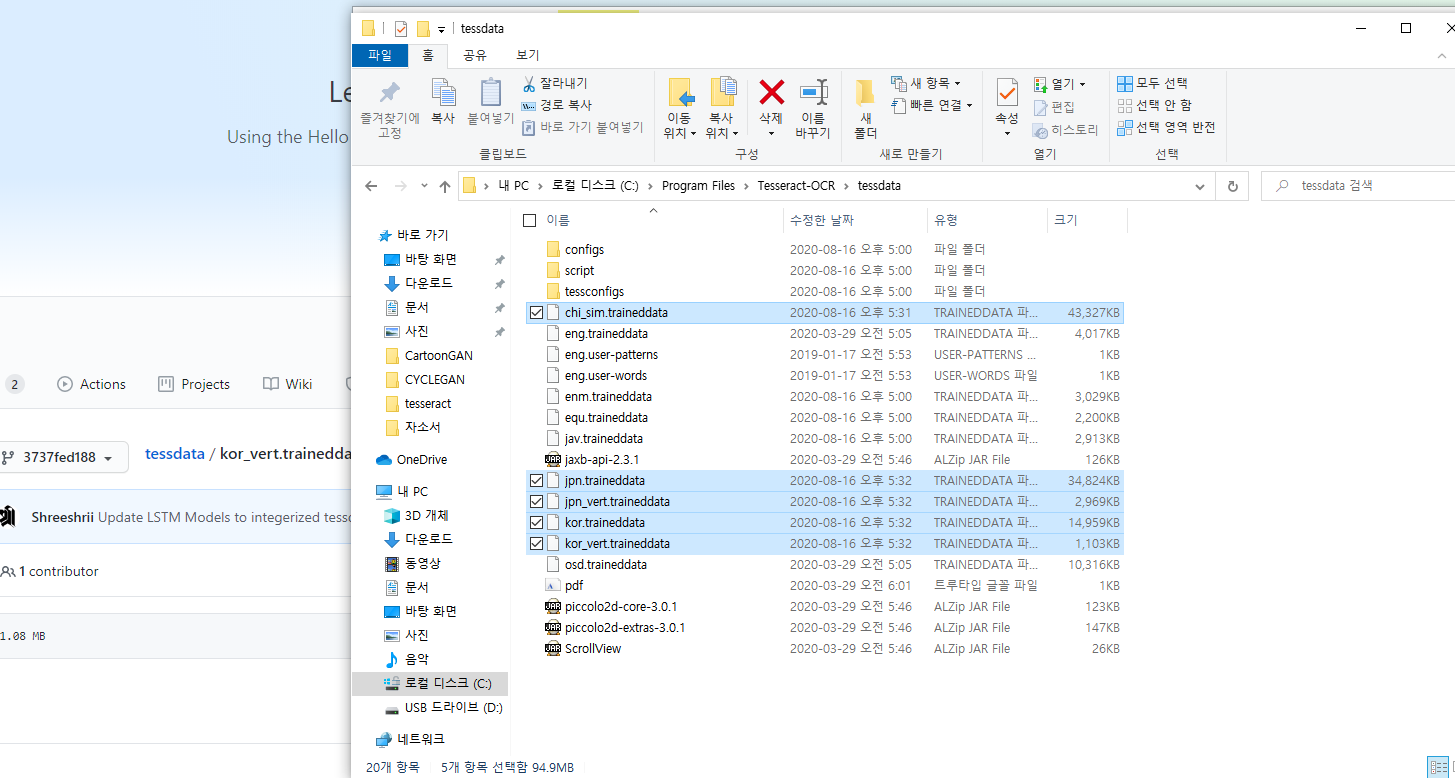 Le
Using the Hello
2
Actions
Projects
Wiki
3737fed188
tessdata / kor_vert.trainedda
Shreeshrii Update LSTM Models to integerized tessd
1 contributor
1.08 MB
tessdata
파일
홈
공유
보기
즐겨찾기에
고정
복사
붙여넣기
잘라내기
경로 복사
바로 가기 붙여넣기
클립보드
이동
위치
복사
위치
삭제
이름
바꾸기
구성
새
폴더
새 항목
빠른 연결
새로 만들기
속성
열기
편집
히스토리
열기
모두 선택
선택 안 함
선택 영역 반전
선택
내 PC > 로컬 디스크 (C:) > Program Files > Tesseract-OCR > tessdata
tessdata 검색
바로 가기
바탕 화면
다운로드
문서
사진
CartoonGAN
CYCLEGAN
tesseract
자소서
OneDrive
내 PC
3D 개체
다운로드
동영상
문서
바탕 화면
사진
음악
로컬 디스크 (C:)
USB 드라이브 (D:)
네트워크
이름 수정한 날짜 유형 크기
configs 2020-08-16 오후 5:00 파일 폴더
script 2020-08-16 오후 5:00 파일 폴더
tessconfigs 2020-08-16 오후 5:00 파일 폴더
chi_sim.traineddata 2020-08-16 오후 5:31 TRAINEDDATA 파... 43,327KB
eng.traineddata 2020-03-29 오전 5:05 TRAINEDDATA 파... 4,017KB
eng.user-patterns 2019-01-17 오전 5:53 USER-PATTERNS ... 1KB
eng.user-words 2019-01-17 오전 5:53 USER-WORDS 파일 1KB
enm.traineddata 2020-08-16 오후 5:00 TRAINEDDATA 파... 3,029KB
equ.traineddata 2020-08-16 오후 5:00 TRAINEDDATA 파... 2,200KB
jav.traineddata 2020-08-16 오후 5:00 TRAINEDDATA 파... 2,913KB
jaxb-api-2.3.1 2020-03-29 오전 5:46 ALZip JAR File 126KB
jpn.traineddata 2020-08-16 오후 5:32 TRAINEDDATA 파... 34,824KB
jpn_vert.traineddata 2020-08-16 오후 5:32 TRAINEDDATA 파... 2,969KB
kor.traineddata 2020-08-16 오후 5:32 TRAINEDDATA 파... 14,959KB
kor_vert.traineddata 2020-08-16 오후 5:32 TRAINEDDATA 파... 1,103KB
osd.traineddata 2020-03-29 오전 5:05 TRAINEDDATA 파... 10,316KB
pdf 2020-03-29 오전 6:01 트루타입 글꼴 파일 1KB
piccolo2d-core-3.0.1 2020-03-29 오전 5:46 ALZip JAR File 123KB
piccolo2d-extras-3.0.1 2020-03-29 오전 5:46 ALZip JAR File 147KB
ScrollView 2020-03-29 오전 5:46 ALZip JAR File 26KB
20개 항목 5개 항목 선택함 94.9MB